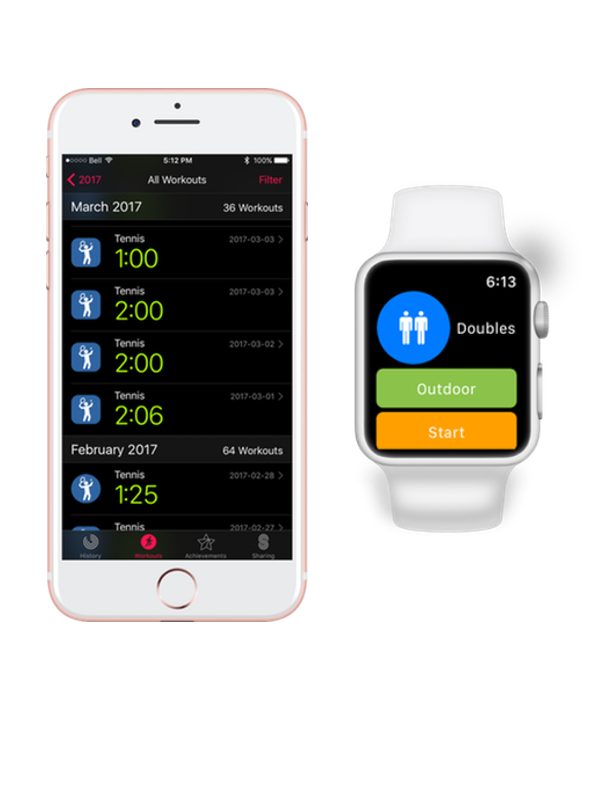 Bell 5:12 PM 100%
2017 All Workouts Filter
March 2017 36 Workouts
Tennis 2017-03-03
1:00
Tennis 2017-03-03
2:00
Tennis 2017-03-02
2:00
Tennis 2017-03-01
2:06
February 2017 64 Workouts
Tennis 2017-02-28
1:25
Tennis 2017-02-27
History Workouts Achievements Sharing
6:13
Doubles
Outdoor
Start